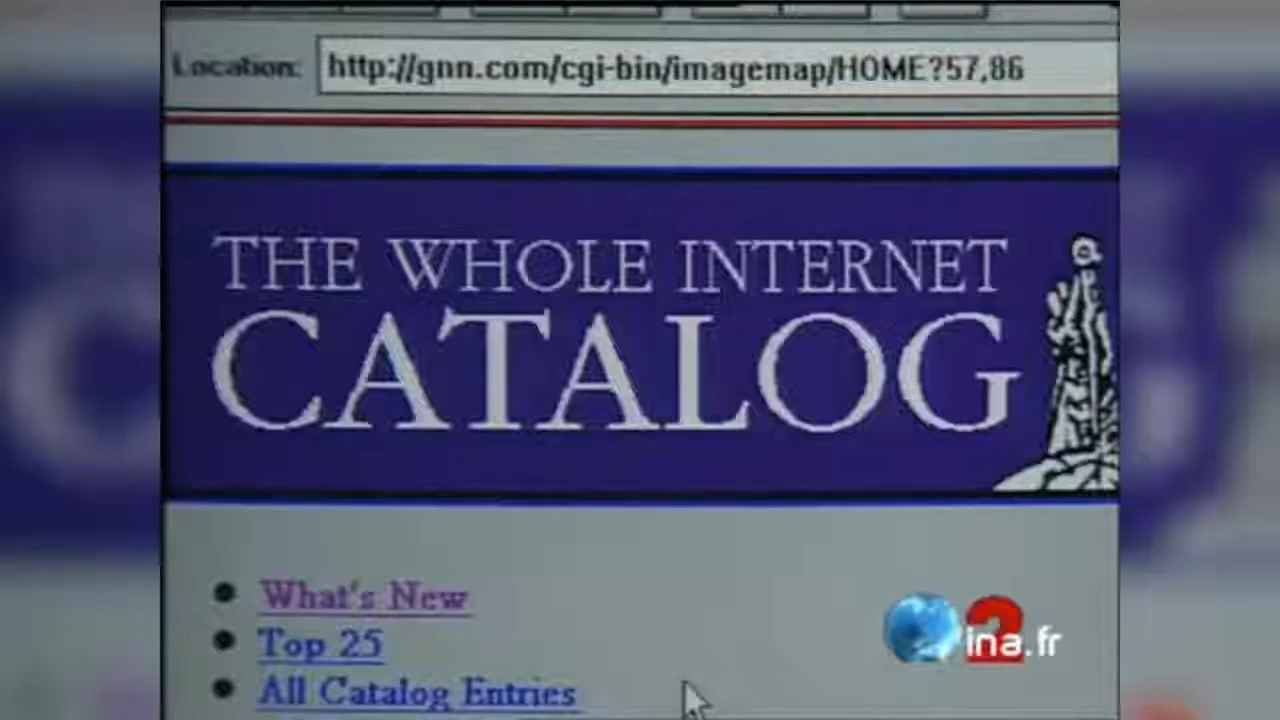 Location: http://gnn.com/cgi-bin/imagemap/HOME?57,86
THE WHOLE INTERNET
CATALOG
What's New
Top 25
All Catalog Entries
2
ina.fr